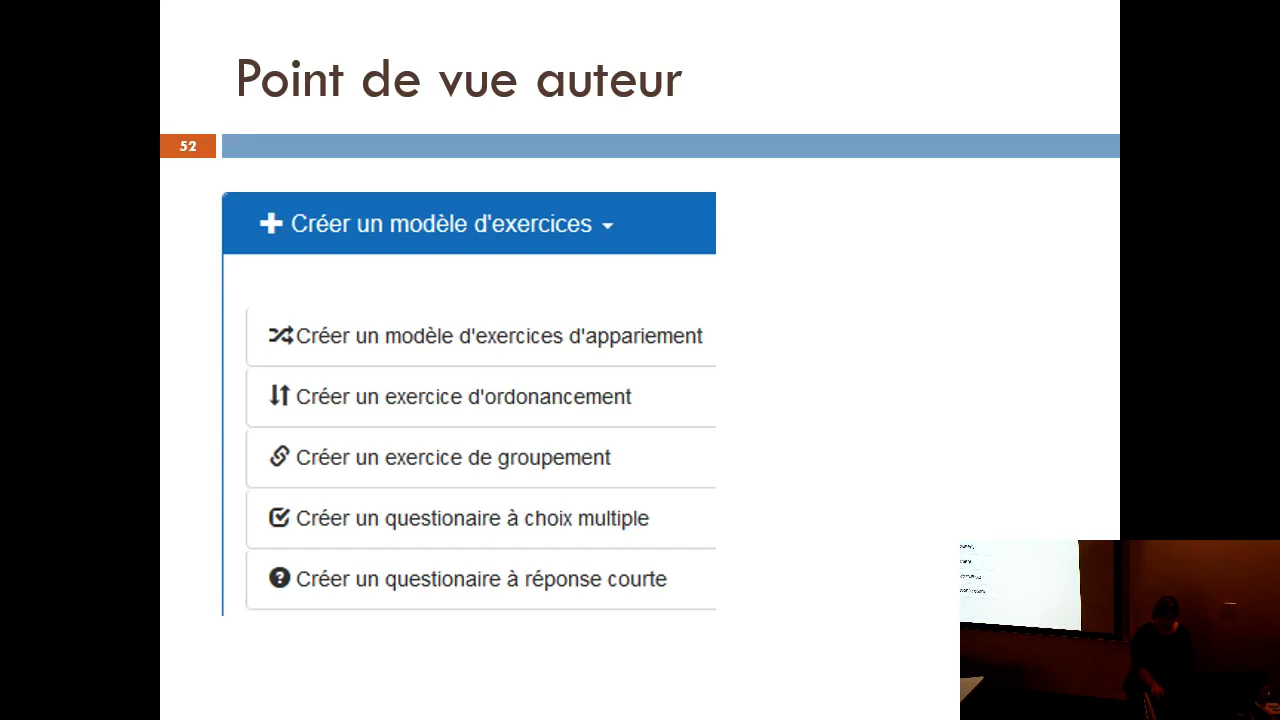 Point de vue auteur
52
Créer un modèle d'exercices
Créer un modèle d'exercices d'appariement
Créer un exercice d'ordonancement
Créer un exercice de groupement
Créer un questionaire à choix multiple
Créer un questionaire à réponse courte